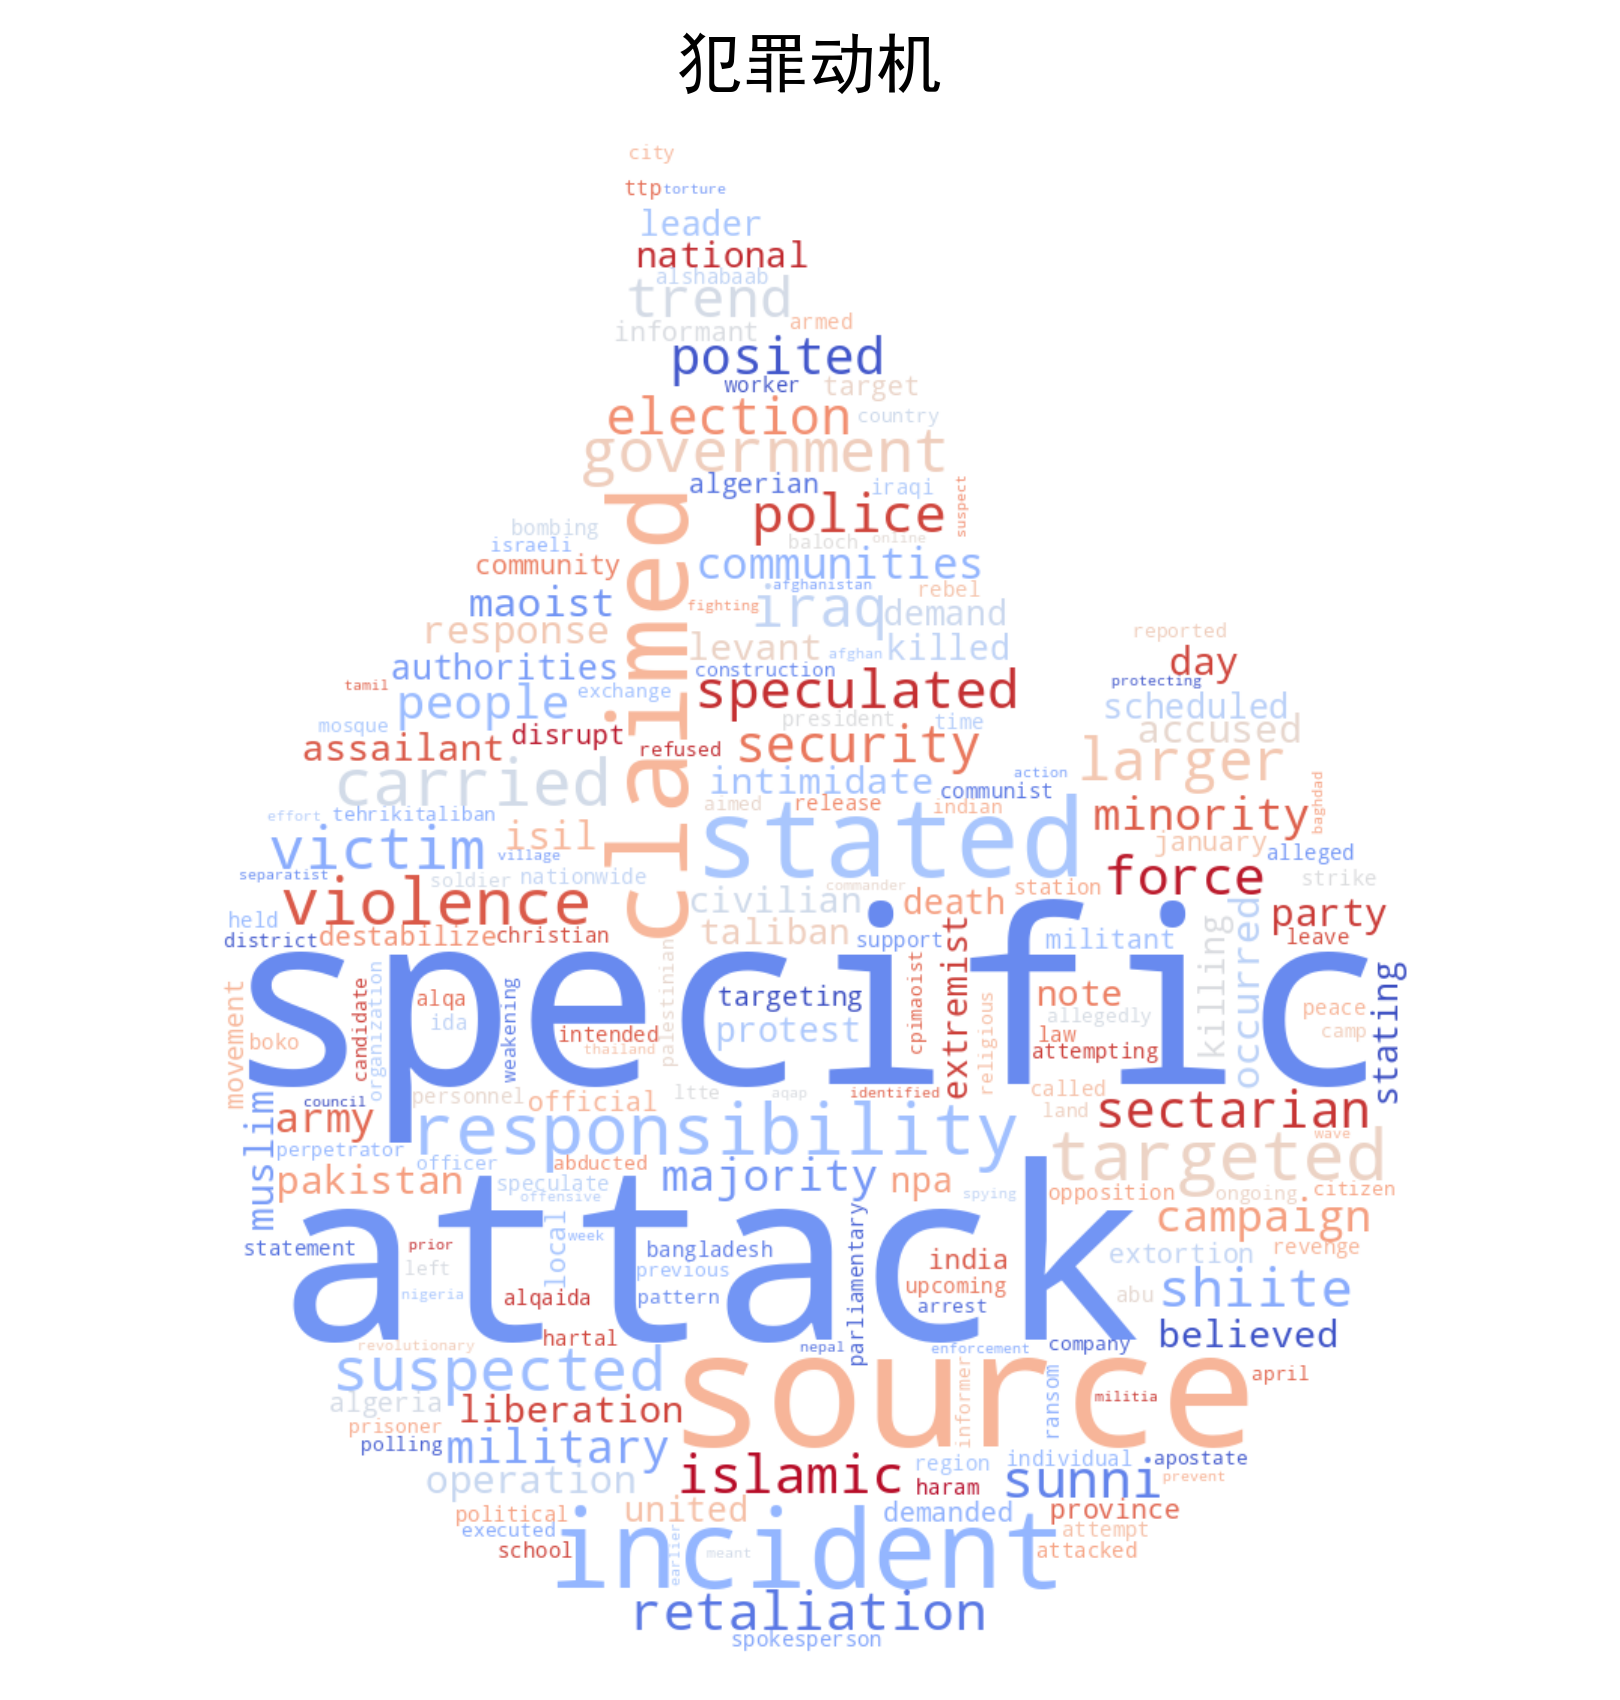 犯罪动机
city
ttp torture
leader
national
alshabaab
trend
informant armed
posited
worker target
election country
government
algerian iraqi suspect
claimed
police
bombing baloch online
israeli
community communities
afghanistan rebel
maoist fighting iraq demand
response levant afghan killed
reported
authorities construction day
tamil people exchange speculated protecting
mosque president time scheduled
disrupt accused
assailant refused security larger
carried intimidate action
communist baghdad
effort tehrikitaliban aimed release indian minority
victim isil stated january
village alleged
separatist soldier nationwide commander force strike
violence civilian death station
held party
district destabilize christian taliban support militant leave
specific
palestinian extremist killing occurred
movement candidate organization alqa weakening targeting cpimaoist note peace stating
ida protest religious allegedly camp
boko intended law
thailand attempting
council personnel ltte aqap identified called
muslim army official land sectarian
responsibility wave
perpetrator targeted
officer abducted majority
pakistan speculate npa spying opposition ongoing citizen
offensive
attack
campaign
statement prior local week bangladesh parliamentary india extortion revenge
left previous
nigeria alqaida pattern upcoming abu shiite
arrest
revolutionary hartal nepal enforcement company believed
suspected source april
algeria liberation informer ransom militia
prisoner
polling military region individual apostate
operation islamic haram sunni prevent
political united demanded province
executed incident attempt
school earlier meant attacked
retaliation
spokesperson